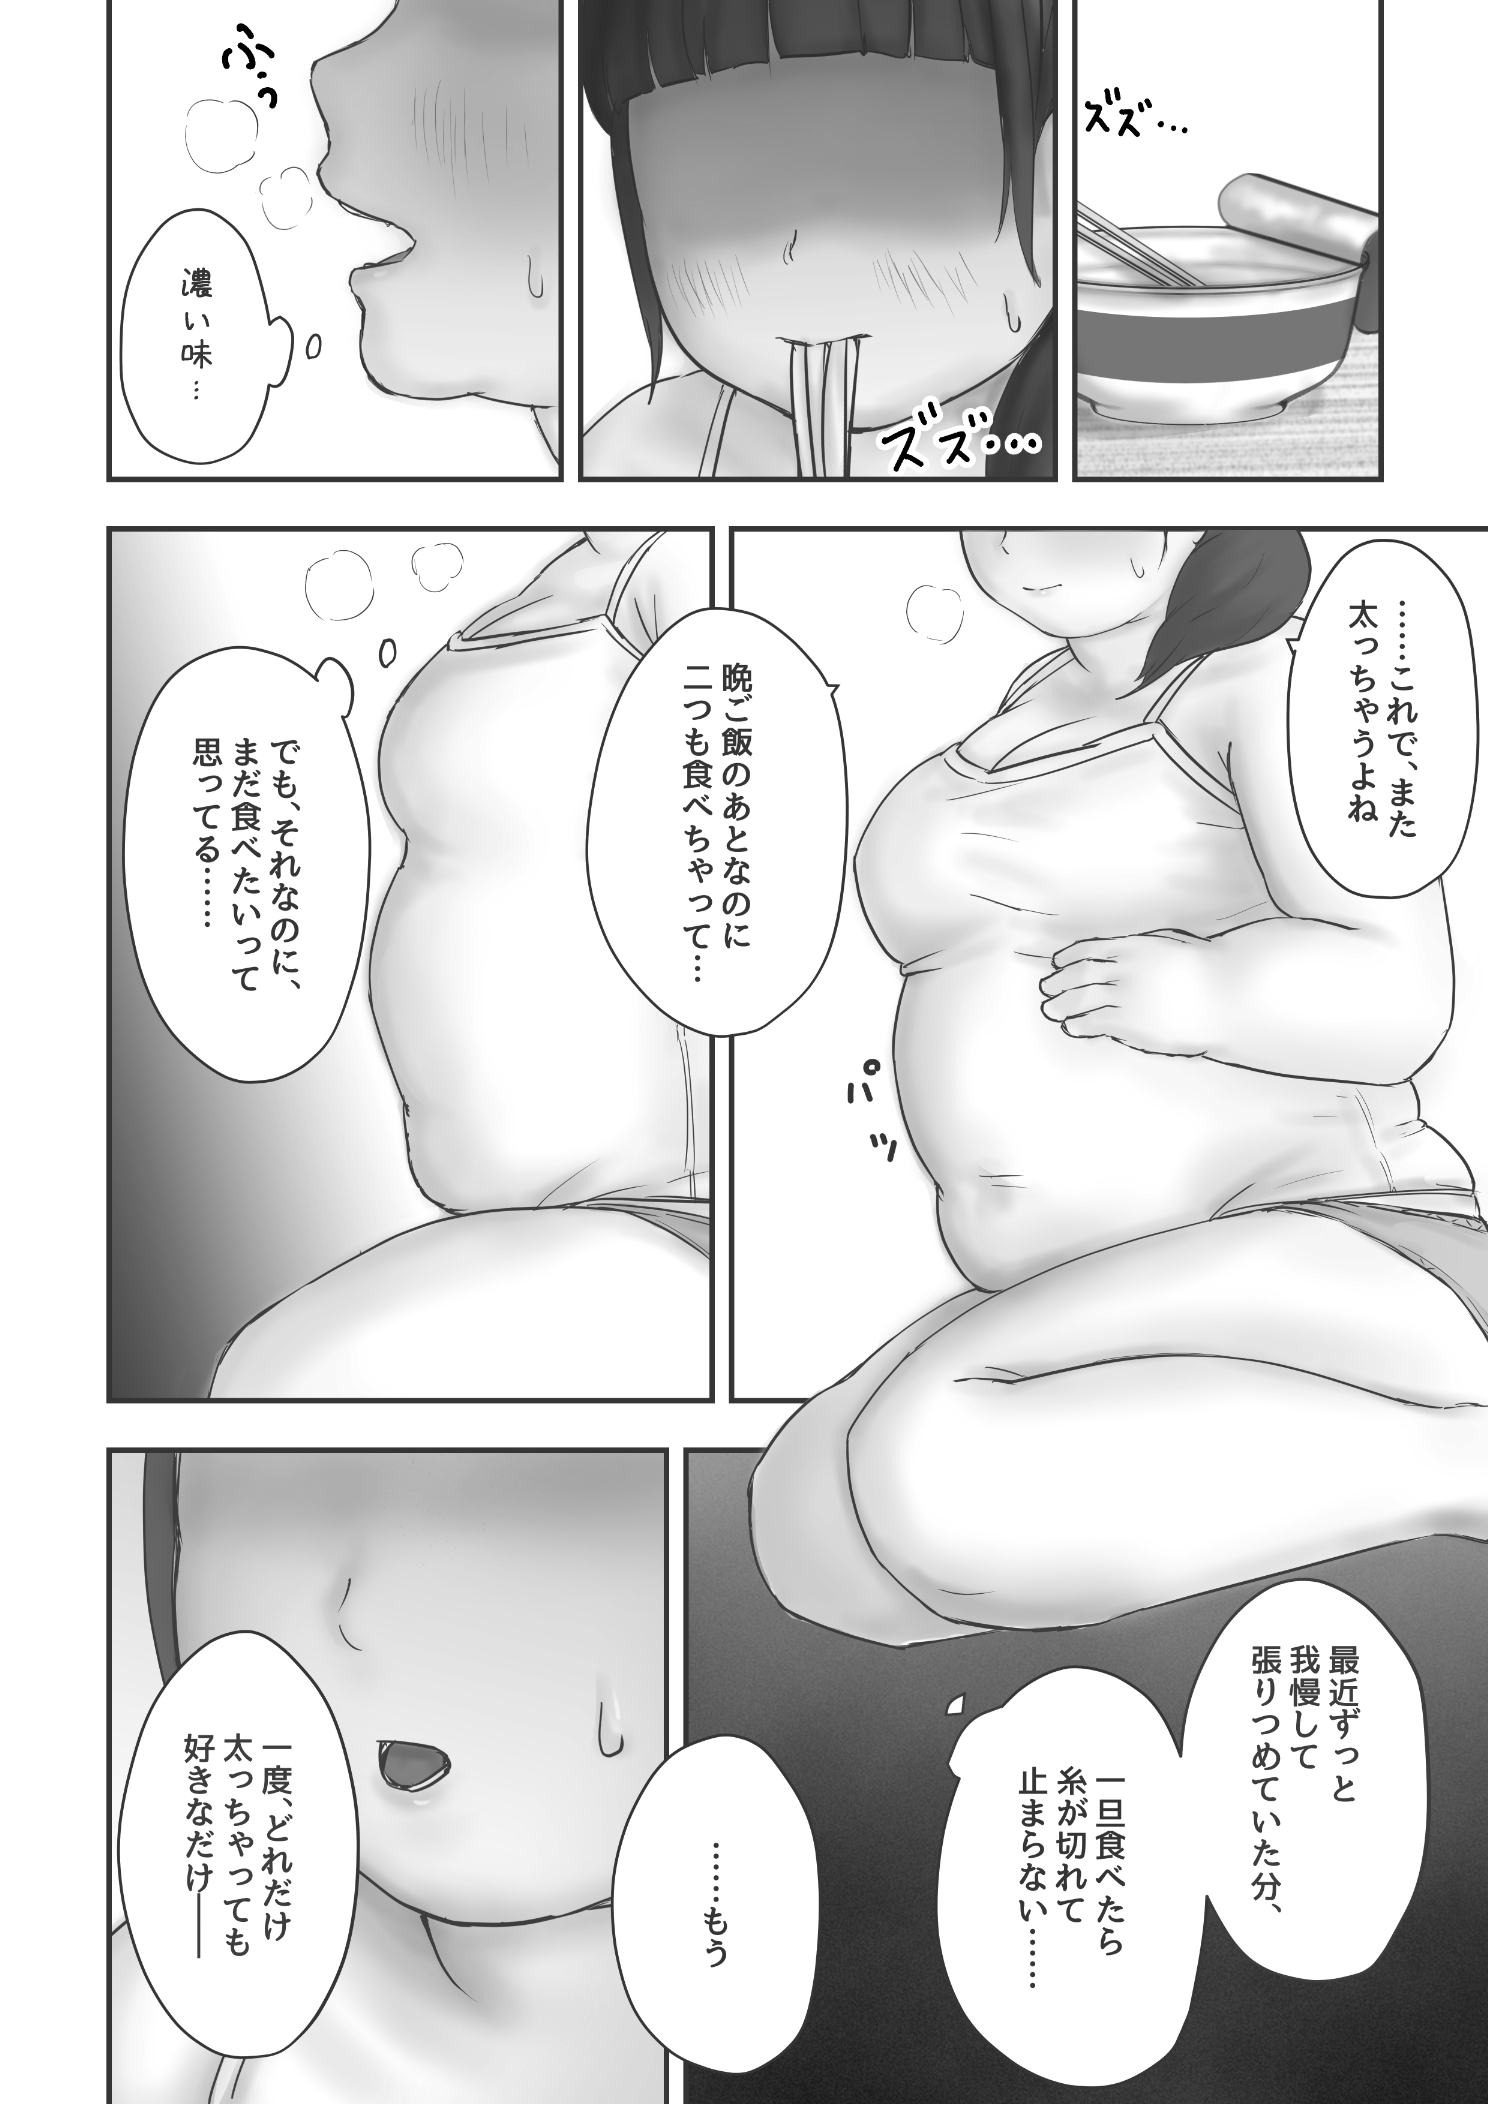 ズズ…
ズズ…
ふぅっ
濃い味…
……これで、また
太っちゃうよね
パッ
晩ご飯のあとなのに
二つも食べちゃって…
でも、それなのに、
まだ食べたいって
思ってる……
最近ずっと
我慢して
張りつめていた分、
一旦食べたら
糸が切れて
止まらない……
……もう
一度、どれだけ
太っちゃっても
好きなだけ――